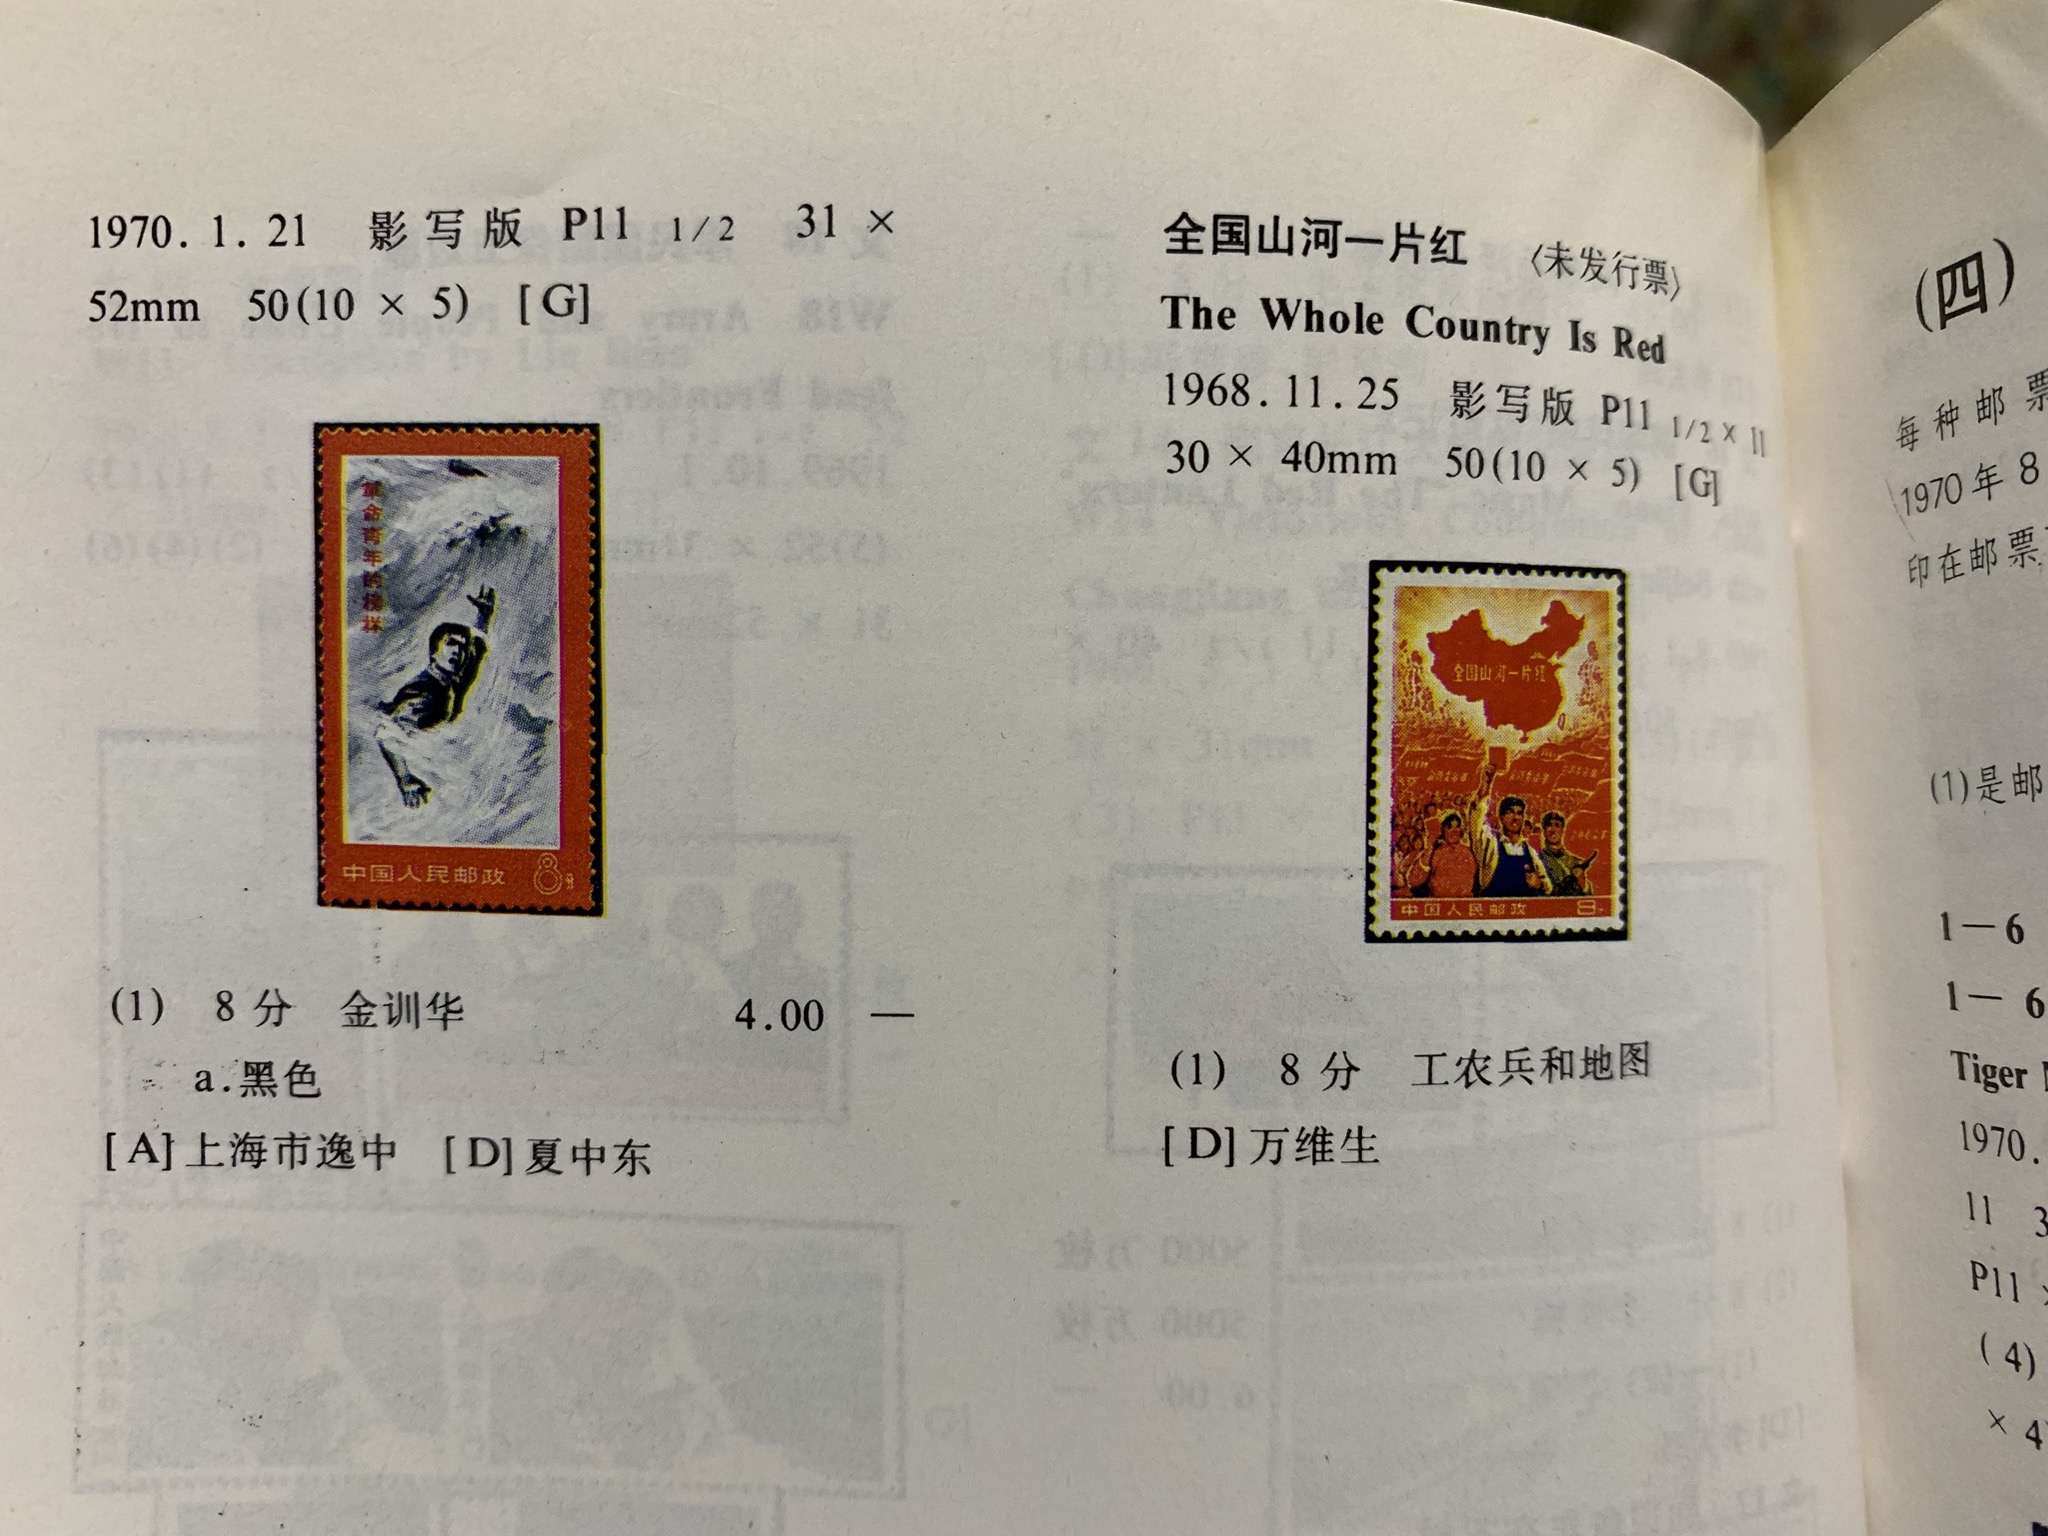 1970. 1. 21 影写版 P11 1/2 31 ×
52mm 50(10 × 5) [G]
革命青年的榜样
中国人民邮政 8分
(1) 8分 金训华 4.00 —
a.黑色
[A]上海市逸中 [D]夏中东
全国山河一片红 〈未发行票〉
The Whole Country Is Red
1968. 11. 25 影写版 P11 1/2 × 11
30 × 40mm 50(10 × 5) [G]
全国山河一片红
中国人民邮政 8
(1) 8分 工农兵和地图
[D]万维生
(四)
每种邮票
1970年8
印在邮票
(1)是邮
1—6
1— 6
Tiger
1970.
11 3
P11
(4)
× 4